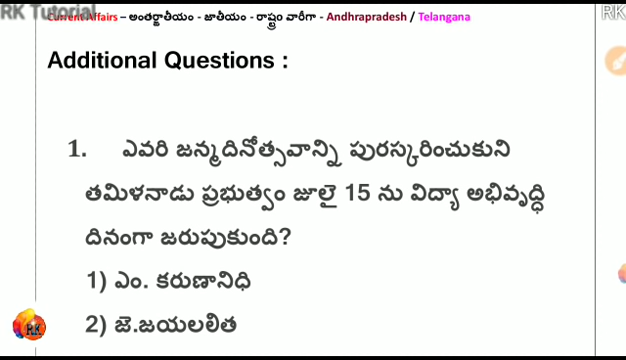 RK Tutorial
Current Affairs – అంతర్జాతీయం - జాతీయం - రాష్ట్రం వారీగా - Andhrapradesh / Telangana
RK
Additional Questions :
1. ఎవరి జన్మదినోత్సవాన్ని పురస్కరించుకుని
తమిళనాడు ప్రభుత్వం జూలై 15 ను విద్యా అభివృద్ధి
దినంగా జరుపుకుంది?
1) ఎం. కరుణానిధి
2) జె.జయలలిత
RK